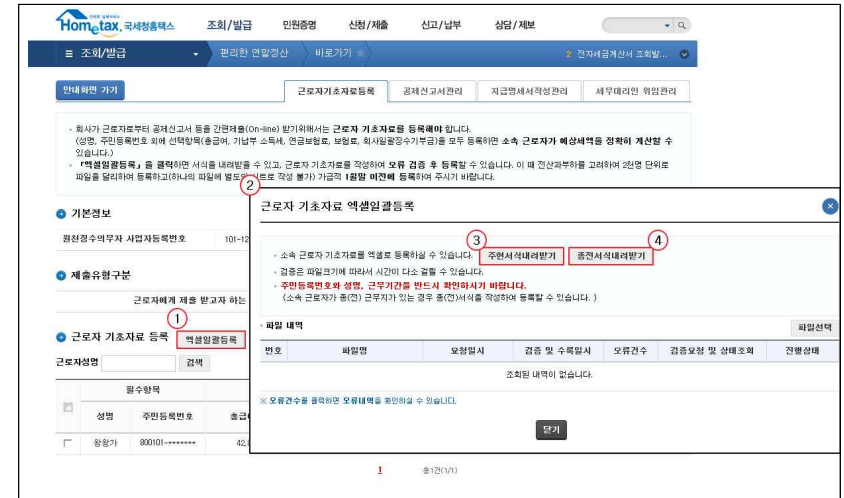 Hometax. 국세청홈택스 조회/발급 민원증명 신청/제출 신고/납부 상담/제보
≡ 조회/발급 편리한 연말정산 바로가기 2 전자세금계산서 조회발...
안내화면 가기 근로자기초자료등록 공제신고서관리 지급명세서작성관리 세무대리인 위임관리
• 회사가 근로자로부터 공제신고서 등을 간편제출(On-line) 받기위해서는 근로자 기초자료를 등록해야 합니다.
(성명, 주민등록번호 외에 선택항목(총급여, 기납부 소득세, 연금보험료, 보험료, 회사일괄징수기부금)을 모두 등록하면 소속 근로자가 예상세액을 정확히 계산할 수
있습니다.)
• 「엑셀일괄등록」을 클릭하면 서식을 내려받을 수 있고, 근로자 기초자료를 작성하여 오류 검증 후 등록할 수 있습니다. 이 때 전산과부하를 고려하여 2천명 단위로
파일을 달리하여 등록하고(하나의 파일에 별도의 시트로 작성 불가) 가급적 1월말 이전에 등록하여 주시기 바랍니다.
2
기본정보
원천징수의무자 사업자등록번호 101-12
제출유형구분
근로자에게 제출 받고자 하는
1
근로자 기초자료 등록 엑셀일괄등록
근로자성명 검색
필수항목
성명 주민등록번호 총급
왕왕가 800101-******* 42,
1 총1건(1/1)
근로자 기초자료 엑셀일괄등록
3 4
• 소속 근로자 기초자료를 엑셀로 등록하실 수 있습니다. 주현서식내려받기 종전서식내려받기
• 검증은 파일크기에 따라서 시간이 다소 걸릴 수 있습니다.
• 주민등록번호와 성명, 근무기간을 반드시 확인하시기 바랍니다.
(소속 근로자가 종(전) 근무지가 있는 경우 종(전)서식을 작성하여 등록할 수 있습니다. )
• 파일 내역 파일선택
번호 파일명 요청일시 검증 및 수록일시 오류건수 검증요청 및 상태조회 진행상태
조회된 내역이 없습니다.
※ 오류건수를 클릭하면 오류내역을 확인하실 수 있습니다.
닫기